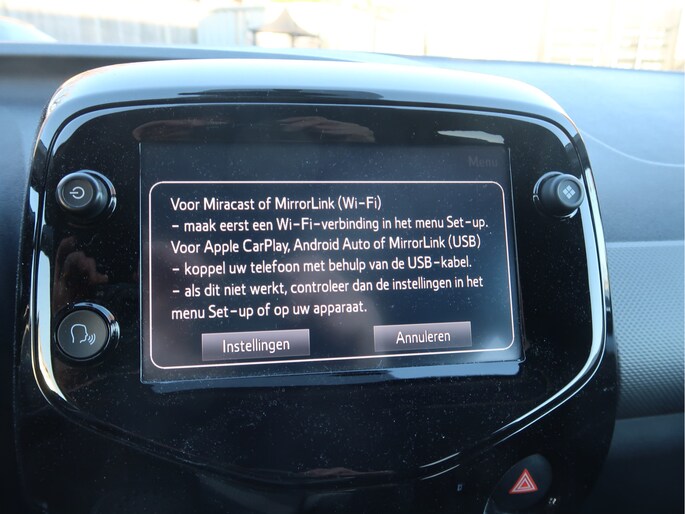 Menu
Voor Miracast of MirrorLink (Wi-Fi)
- maak eerst een Wi-Fi-verbinding in het menu Set-up.
Voor Apple CarPlay, Android Auto of MirrorLink (USB)
- koppel uw telefoon met behulp van de USB-kabel.
- als dit niet werkt, controleer dan de instellingen in het
menu Set-up of op uw apparaat.
Instellingen
Annuleren